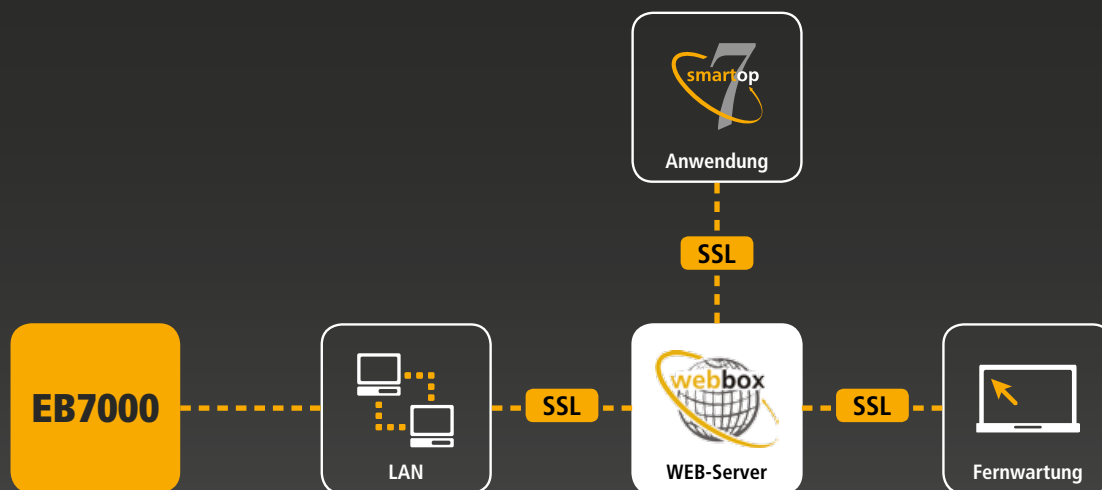 7
smartop
Anwendung
SSL
EB7000
LAN
SSL
webbox
WEB-Server
SSL
Fernwartung